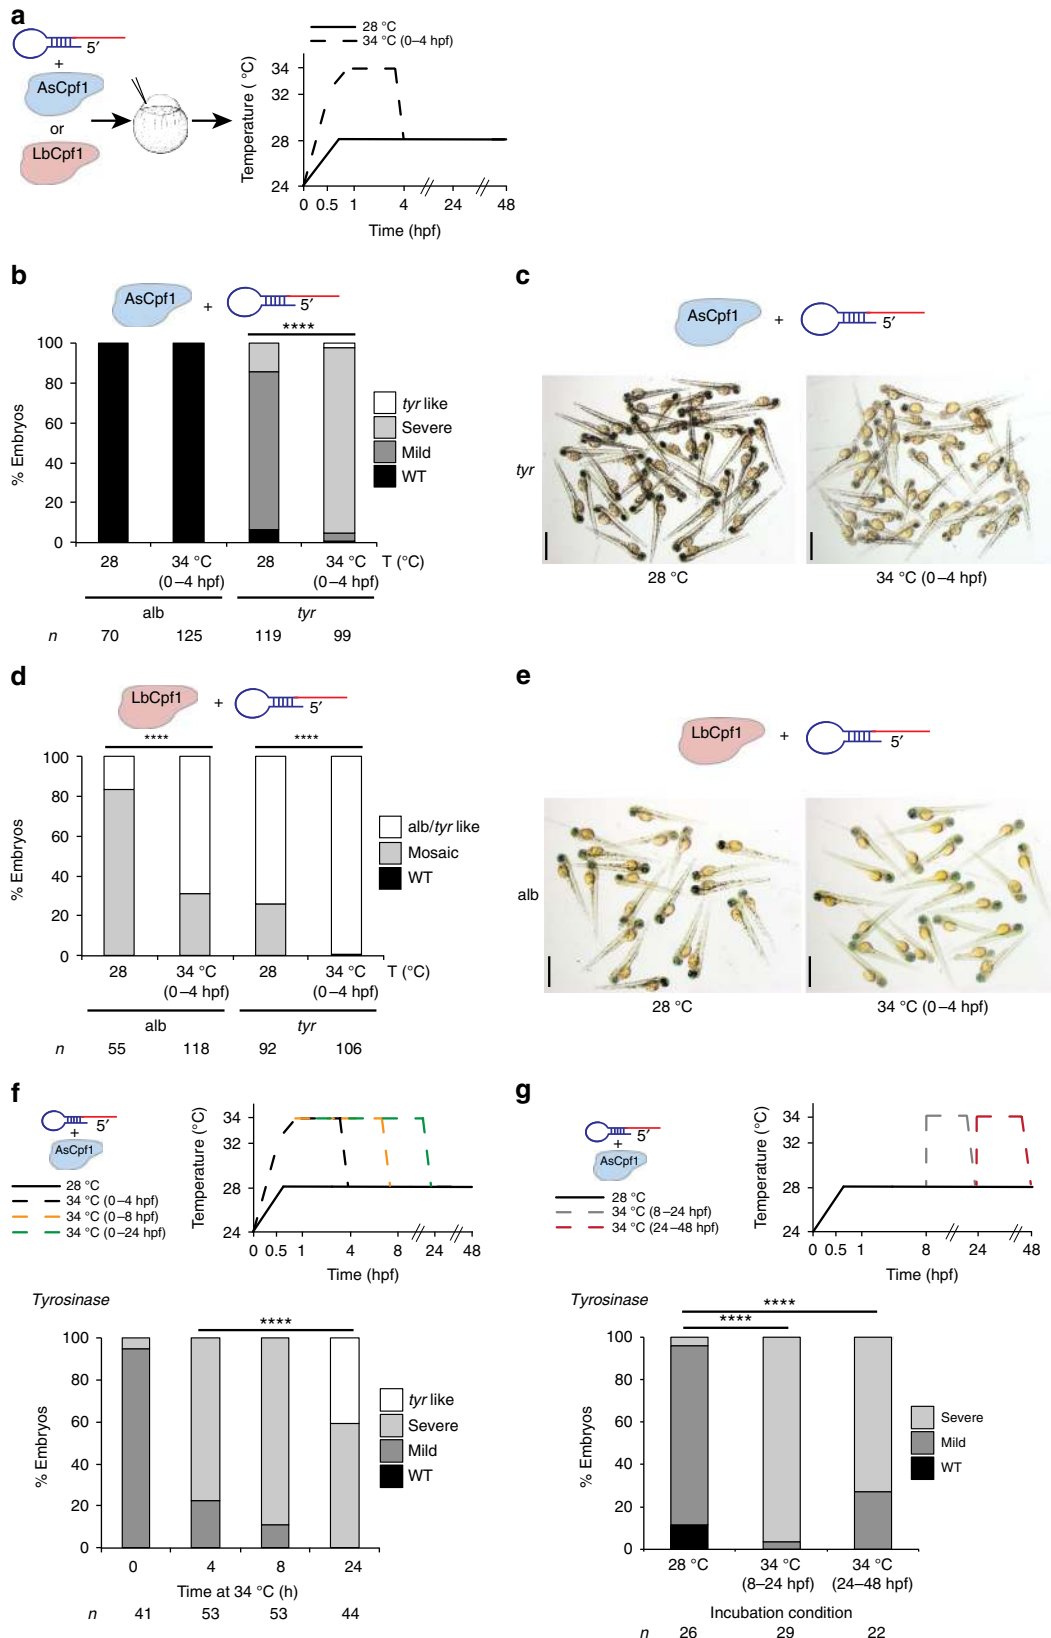 a
5′
+
AsCpf1
or
LbCpf1
28 °C
34 °C (0–4 hpf)
Temperature ( °C)
34
32
28
24
0 0.5 1 4 24 48
Time (hpf)
b
AsCpf1 + 5′
****
% Embryos
100
80
60
40
20
0
tyr like
Severe
Mild
WT
28 34 °C 28 34 °C T (°C)
(0–4 hpf) (0–4 hpf)
alb tyr
n 70 125 119 99
c
AsCpf1 + 5′
tyr
28 °C 34 °C (0–4 hpf)
d
LbCpf1 + 5′
**** ****
% Embryos
100
80
60
40
20
0
alb/tyr like
Mosaic
WT
28 34 °C 28 34 °C T (°C)
(0–4 hpf) (0–4 hpf)
alb tyr
n 55 118 92 106
e
LbCpf1 + 5′
alb
28 °C 34 °C (0–4 hpf)
f
5′
+
AsCpf1
28 °C
34 °C (0–4 hpf)
34 °C (0–8 hpf)
34 °C (0–24 hpf)
Temperature (°C)
34
32
28
24
0 0.5 1 4 8 24 48
Time (hpf)
Tyrosinase
****
% Embryos
100
80
60
40
20
0
tyr like
Severe
Mild
WT
0 4 8 24
Time at 34 °C (h)
n 41 53 53 44
g
5′
+
AsCpf1
28 °C
34 °C (8–24 hpf)
34 °C (24–48 hpf)
Temperature (°C)
34
32
28
24
0 0.5 1 8 24 48
Time (hpf)
Tyrosinase
****
****
% Embryos
100
80
60
40
20
0
Severe
Mild
WT
28 °C 34 °C 34 °C
(8–24 hpf) (24–48 hpf)
Incubation condition
n 26 29 22